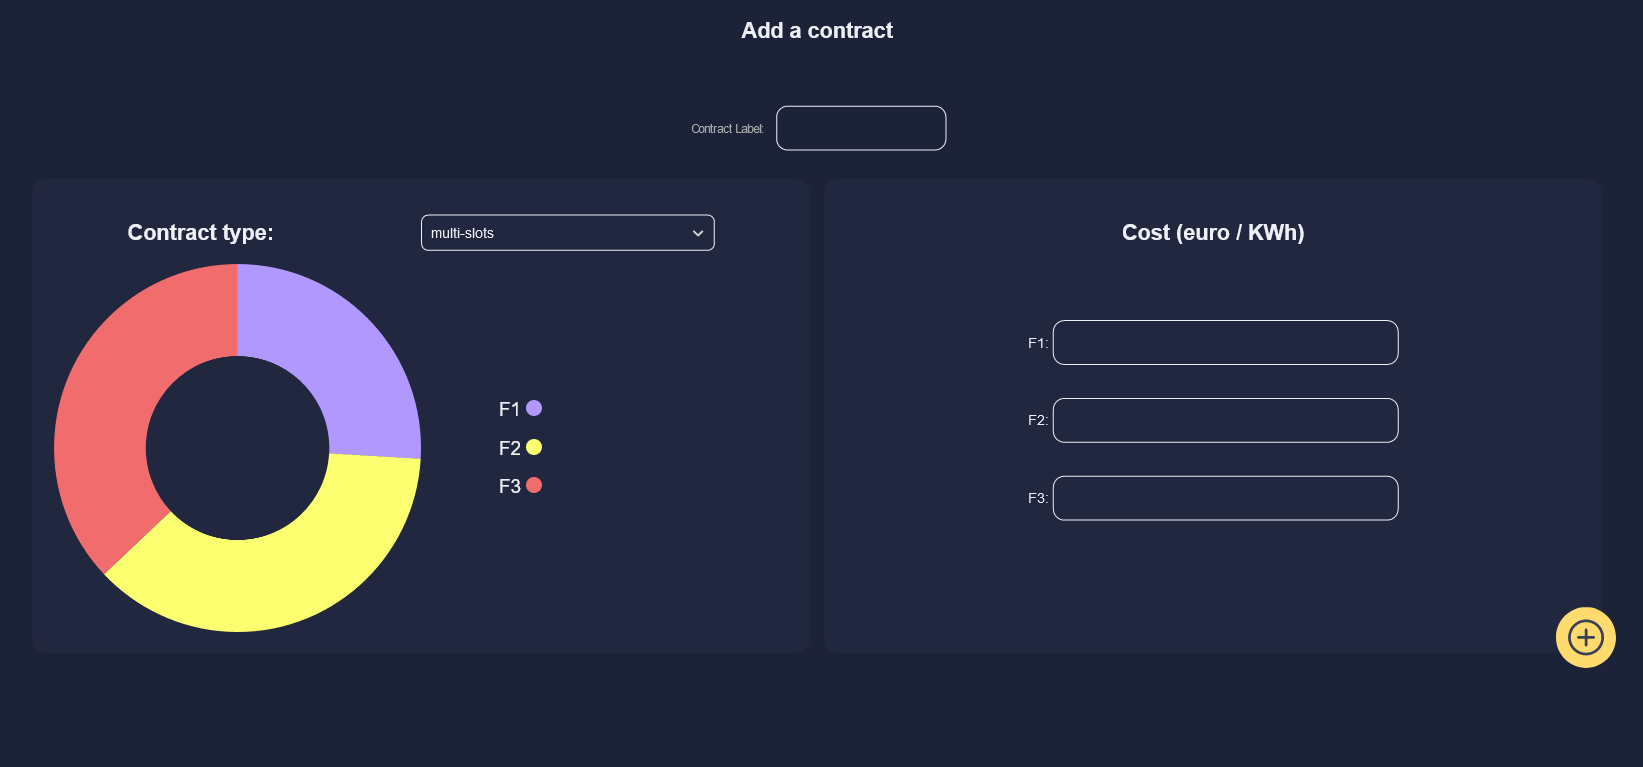 Add a contract
Contract Label:
Contract type:
multi-slots
F1
F2
F3
Cost (euro / KWh)
F1:
F2:
F3: